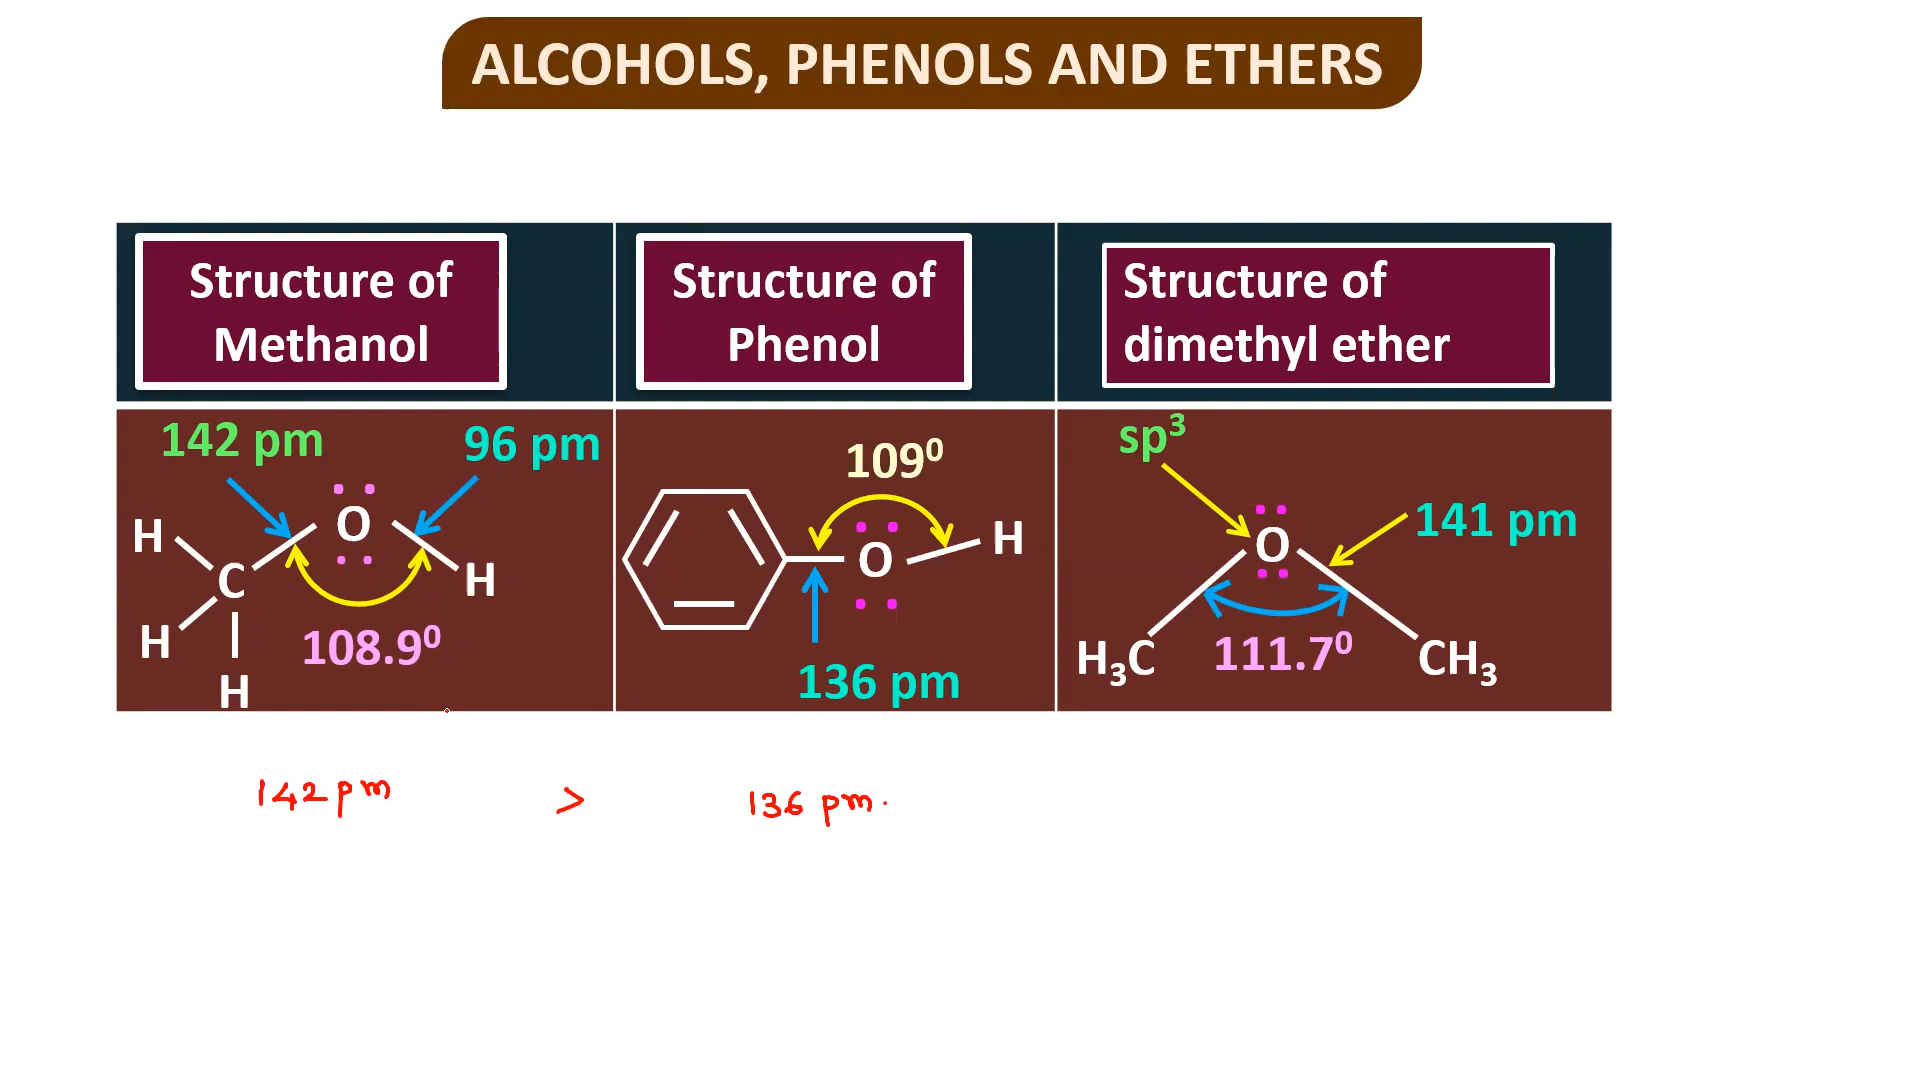 ALCOHOLS, PHENOLS AND ETHERS
Structure of
Methanol
Structure of
Phenol
Structure of
dimethyl ether
142 pm
96 pm
H
O
C
H
H
H
108.9⁰
109⁰
O
H
136 pm
sp³
O
141 pm
H₃C
111.7⁰
CH₃
142 pm > 136 pm.